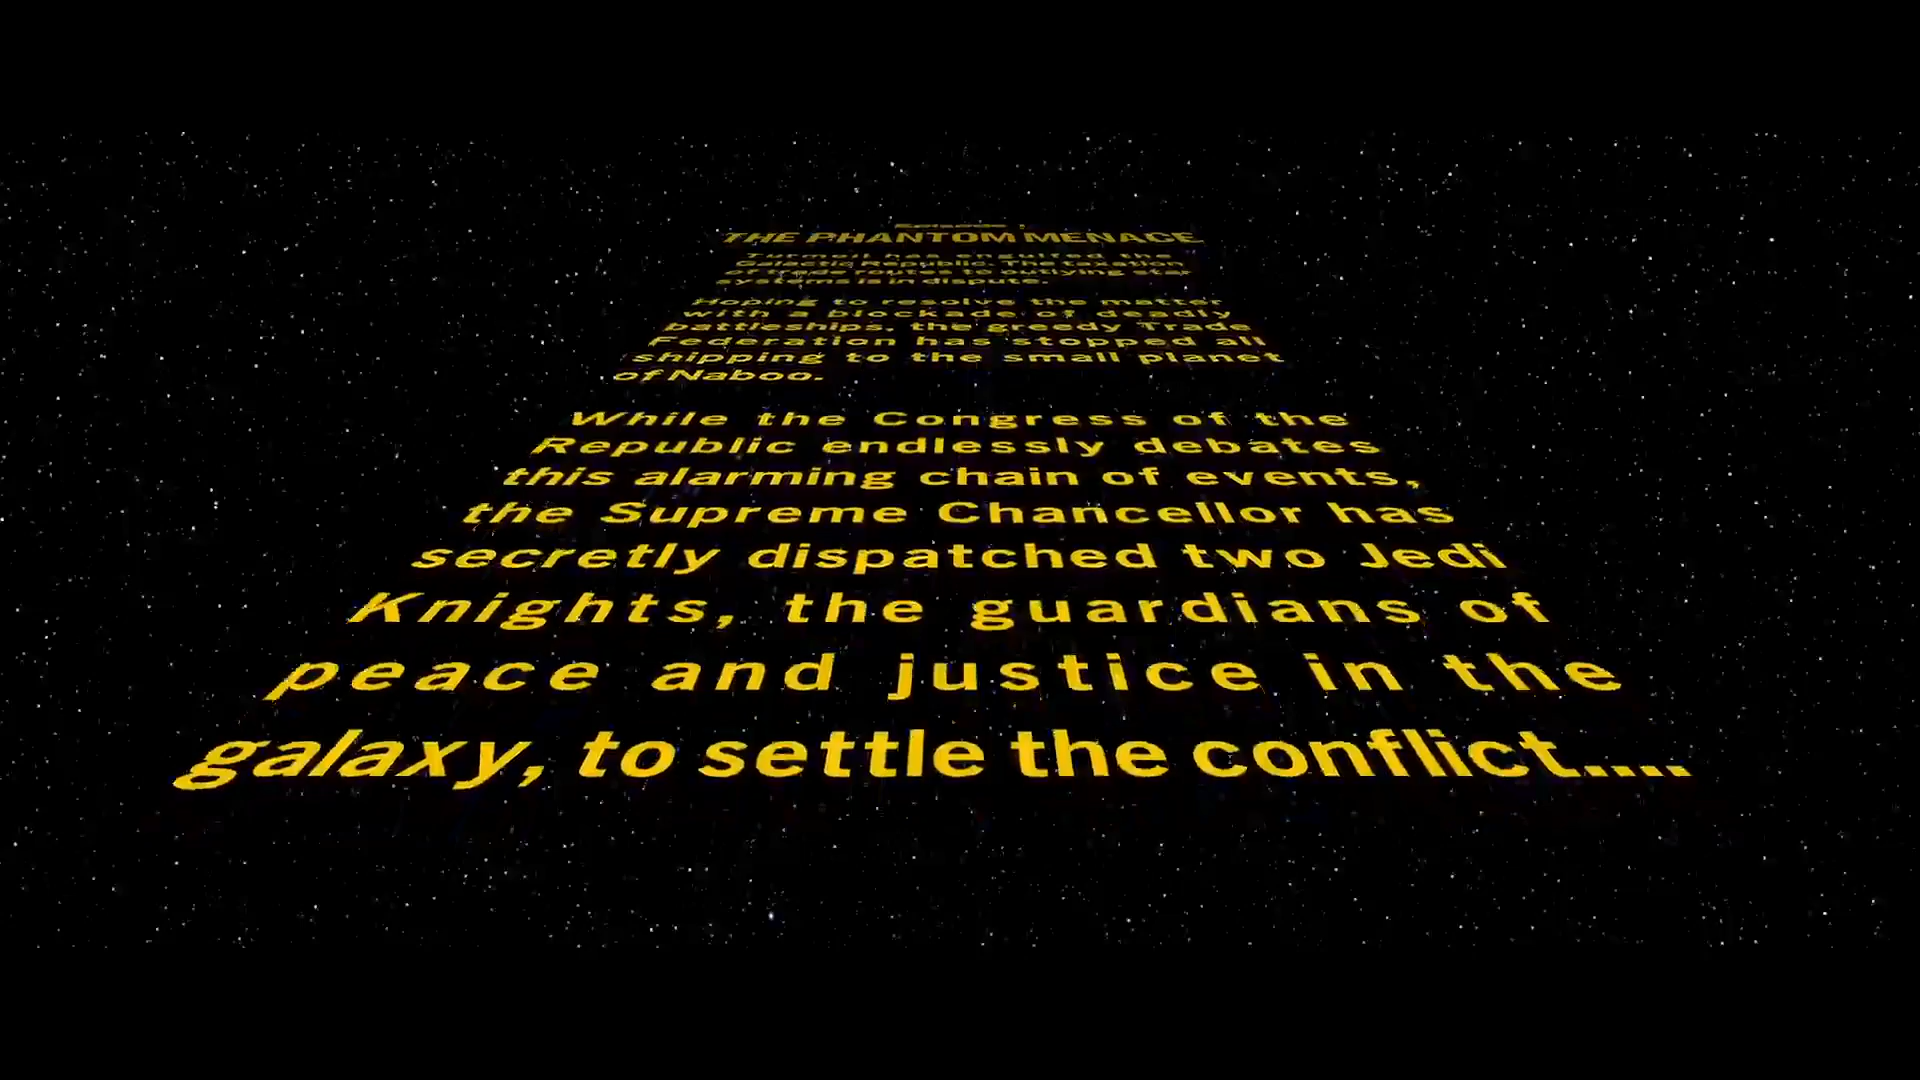 Episode I
THE PHANTOM MENACE
Turmoil has engulfed the
Galactic Republic. The taxation
of trade routes to outlying star
systems is in dispute.
Hoping to resolve the matter
with a blockade of deadly
battleships, the greedy Trade
Federation has stopped all
shipping to the small planet
of Naboo.
While the Congress of the
Republic endlessly debates
this alarming chain of events,
the Supreme Chancellor has
secretly dispatched two Jedi
Knights, the guardians of
peace and justice in the
galaxy, to settle the conflict....